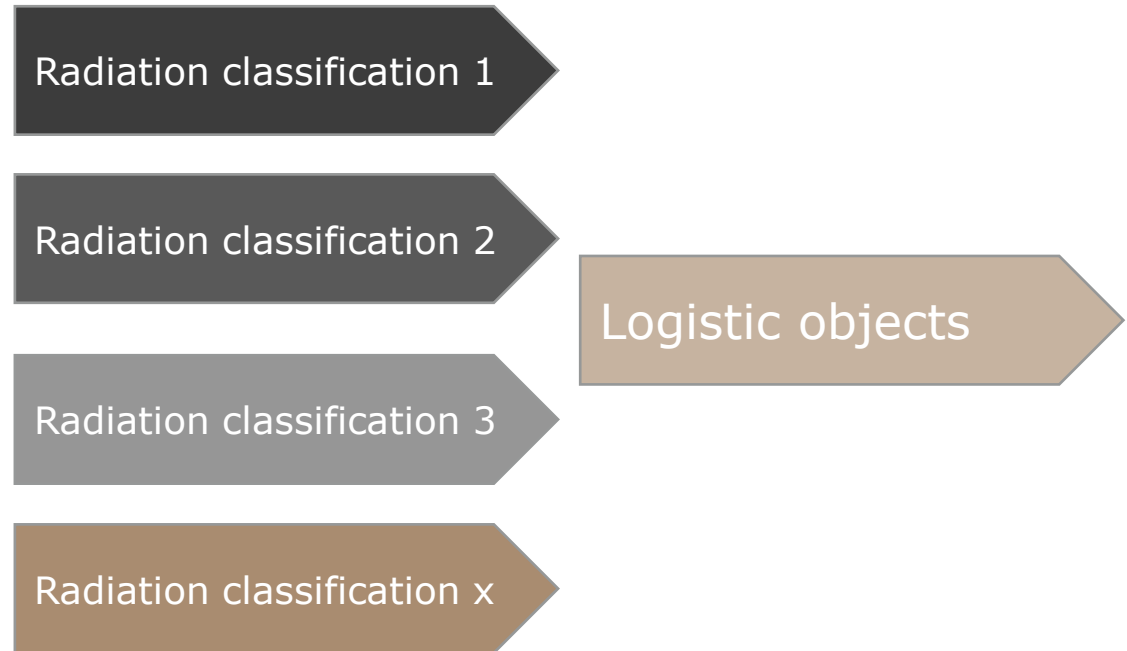 Radiation classification 1
Radiation classification 2
Logistic objects
Radiation classification 3
Radiation classification x